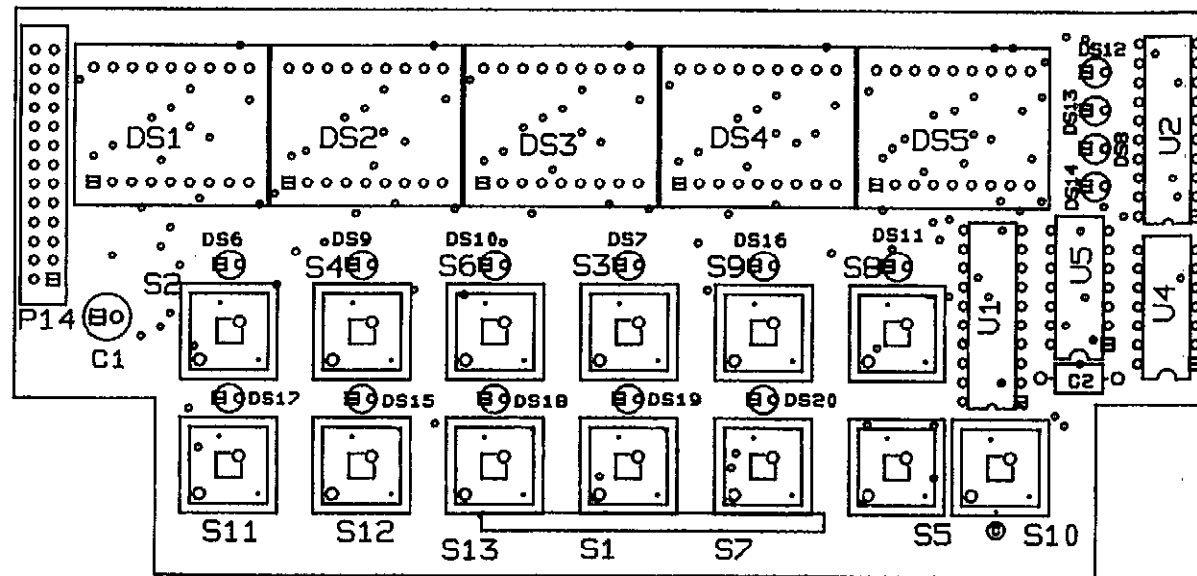 DS12
DS13
DS1 DS2 DS3 DS4 DS5 U2
DS8
DS14
DS6 DS9 DS10 DS7 DS16 DS11
S2 S4 S6 S3 S9 S8 U5
P14 U1 U4
C1 C2
DS17 DS15 DS18 DS19 DS20
S11 S12 S13 S1 S7 S5 S10